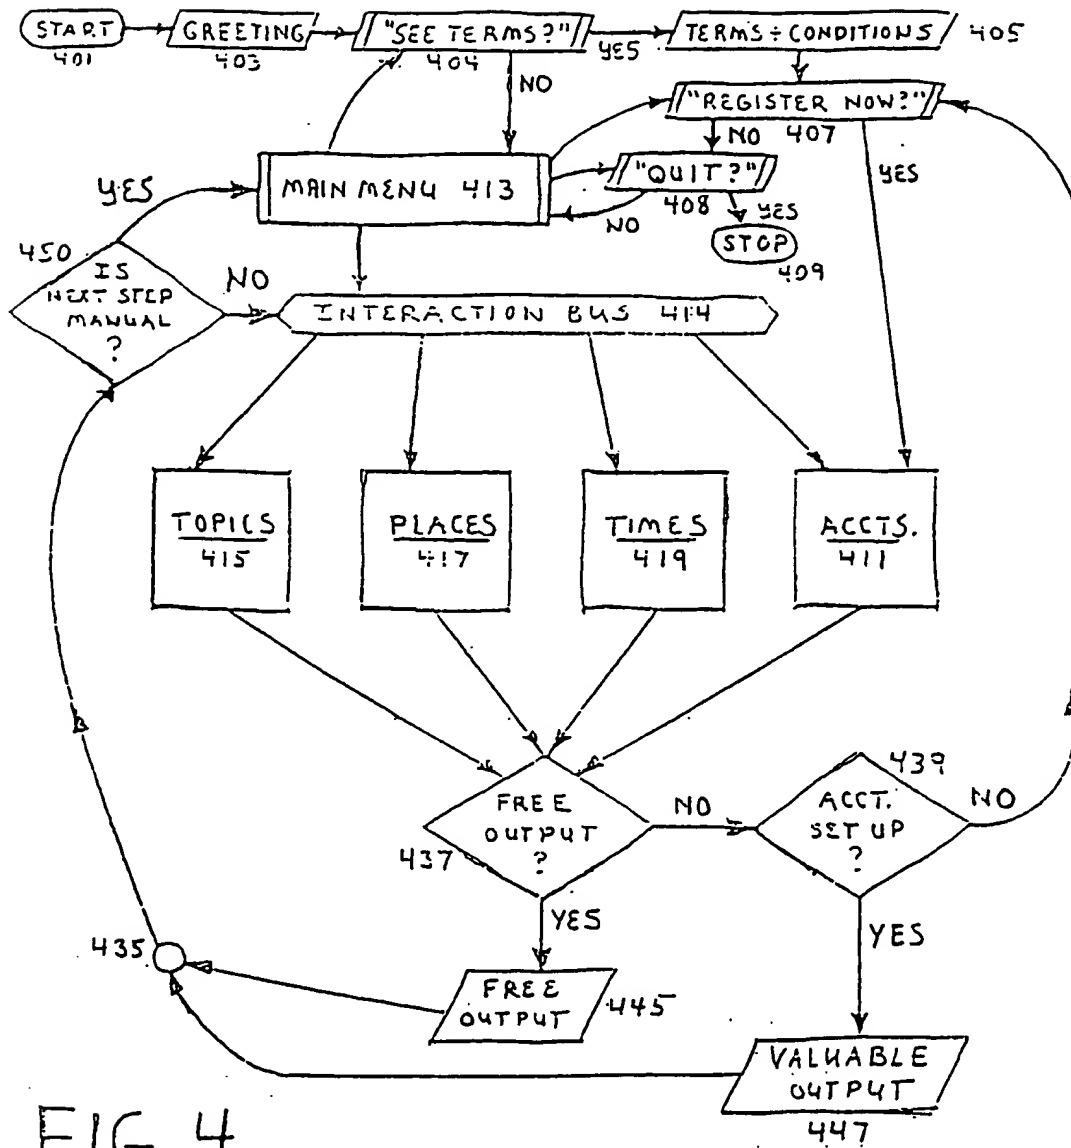 START
401
GREETING
403
"SEE TERMS?"
404
YES
TERMS + CONDITIONS
405
NO
"REGISTER NOW?"
407
NO
YES
MAIN MENU 413
"QUIT?"
408
NO
YES
STOP
409
YES
450
IS
NEXT STEP
MANUAL
?
NO
INTERACTION BUS 414
TOPICS
415
PLACES
417
TIMES
419
ACCTS.
411
FREE
OUTPUT
?
437
NO
ACCT.
SET UP
?
439
NO
YES
YES
435
FREE
OUTPUT
445
VALUABLE
OUTPUT
447
FIG 4